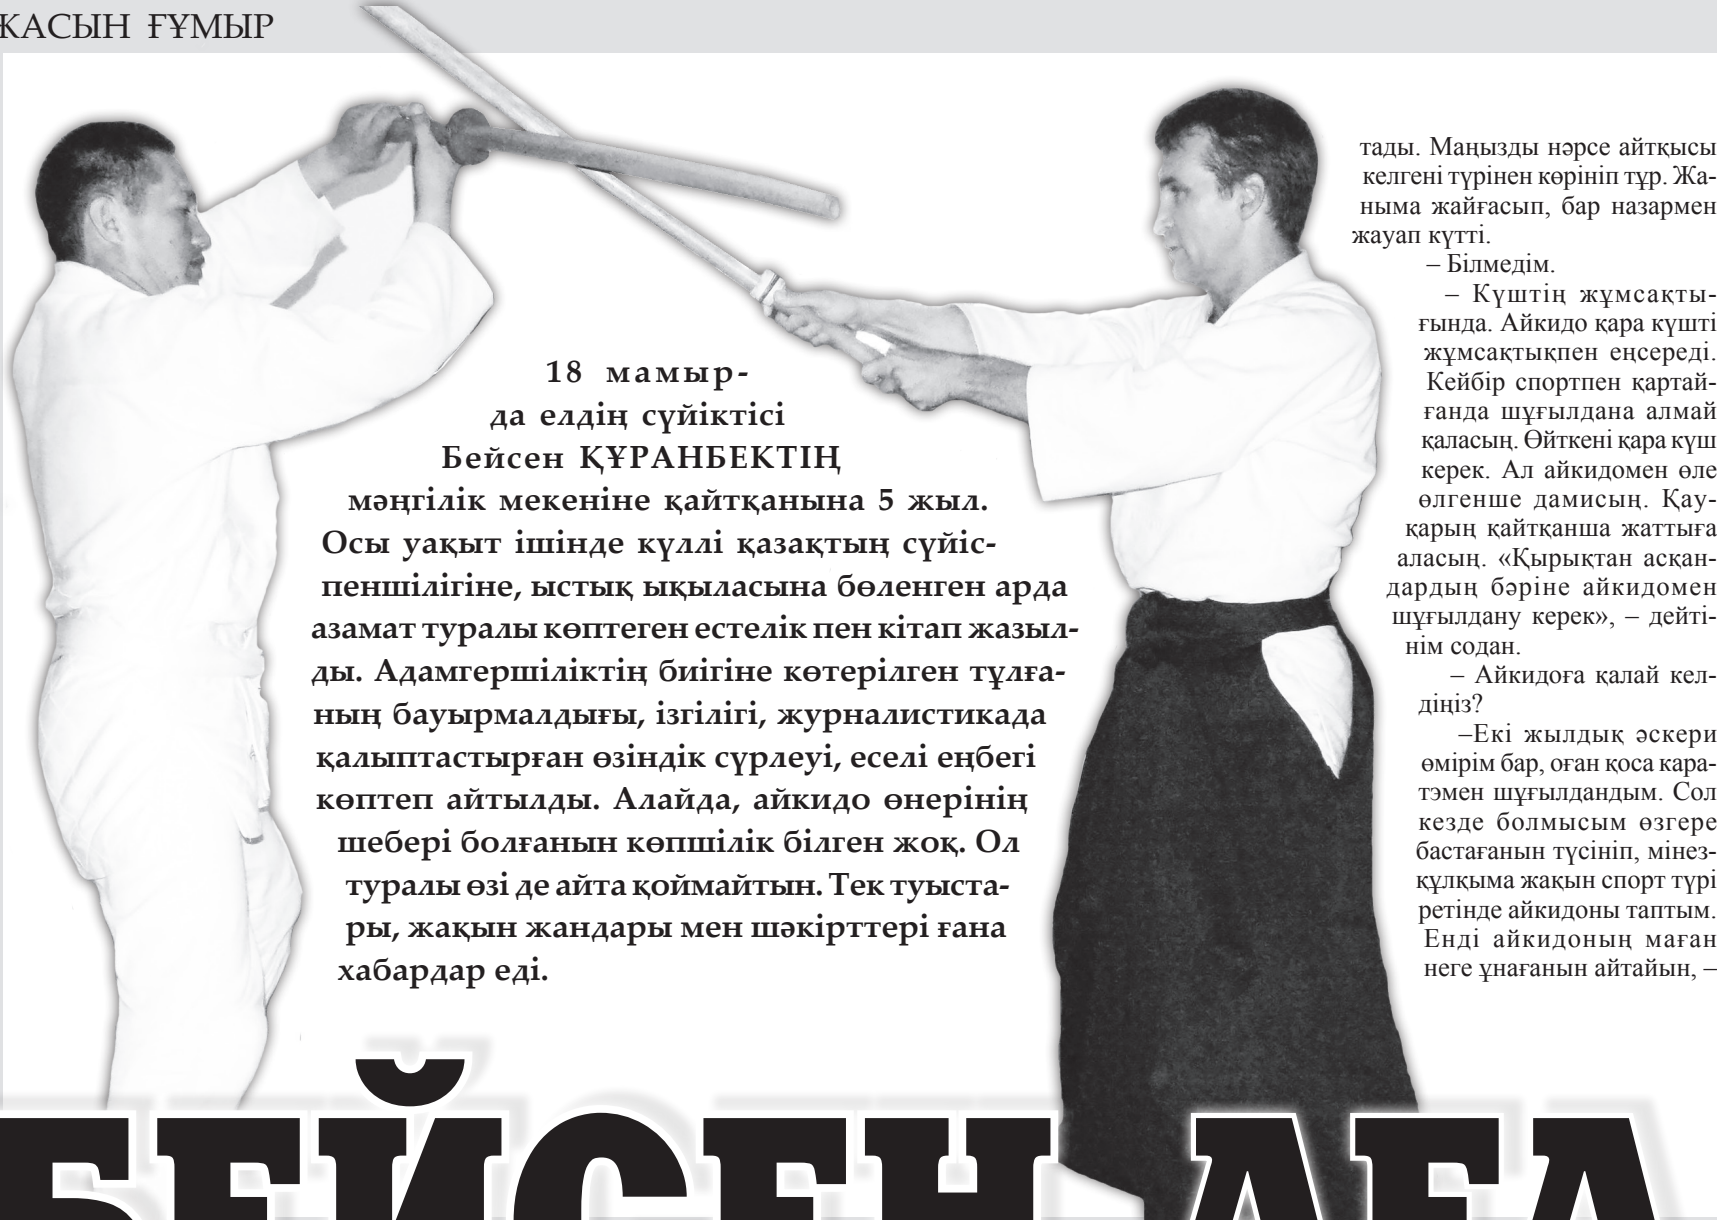 ЖАСЫН ҒҰМЫР
18 мамыр-
да елдің сүйіктісі
Бейсен ҚҰРАНБЕКТІҢ
мәңгілік мекеніне қайтқанына 5 жыл.
Осы уақыт ішінде күллі қазақтың сүйіс-
пеншілігіне, ыстық ықыласына бөленген арда
азамат туралы көптеген естелік пен кітап жазыл-
ды. Адамгершіліктің биігіне көтерілген тұлға-
ның бауырмалдығы, ізгілігі, журналистикада
қалыптастырған өзіндік сүрлеуі, еселі еңбегі
көптеп айтылды. Алайда, айкидо өнерінің
шебері болғанын көпшілік білген жоқ. Ол
туралы өзі де айта қоймайтын. Тек туыста-
ры, жақын жандары мен шәкірттері ғана
хабардар еді.
тады. Маңызды нәрсе айтқысы
келгені түрінен көрініп тұр. Жа-
ныма жайғасып, бар назармен
жауап күтті.
– Білмедім.
– Күштің жұмсақты-
ғында. Айкидо қара күшті
жұмсақтықпен еңсереді.
Кейбір спортпен қартай-
ғанда шұғылдана алмай
қаласың. Өйткені қара күш
керек. Ал айкидомен өле
өлгенше дамисың. Қау-
қарың қайтқанша жаттыға
аласың. «Қырықтан асқан-
дардың бәріне айкидомен
шұғылдану керек», – дейті-
нім содан.
– Айкидоға қалай кел-
діңіз?
–Екі жылдық әскери
өмірім бар, оған қоса кара-
тэмен шұғылдандым. Сол
кезде болмысым өзгере
бастағанын түсініп, мінез-
құлқыма жақын спорт түрі
ретінде айкидоны таптым.
Енді айкидоның маған
неге ұнағанын айтайын, –
БЕЙСЕН АҒА